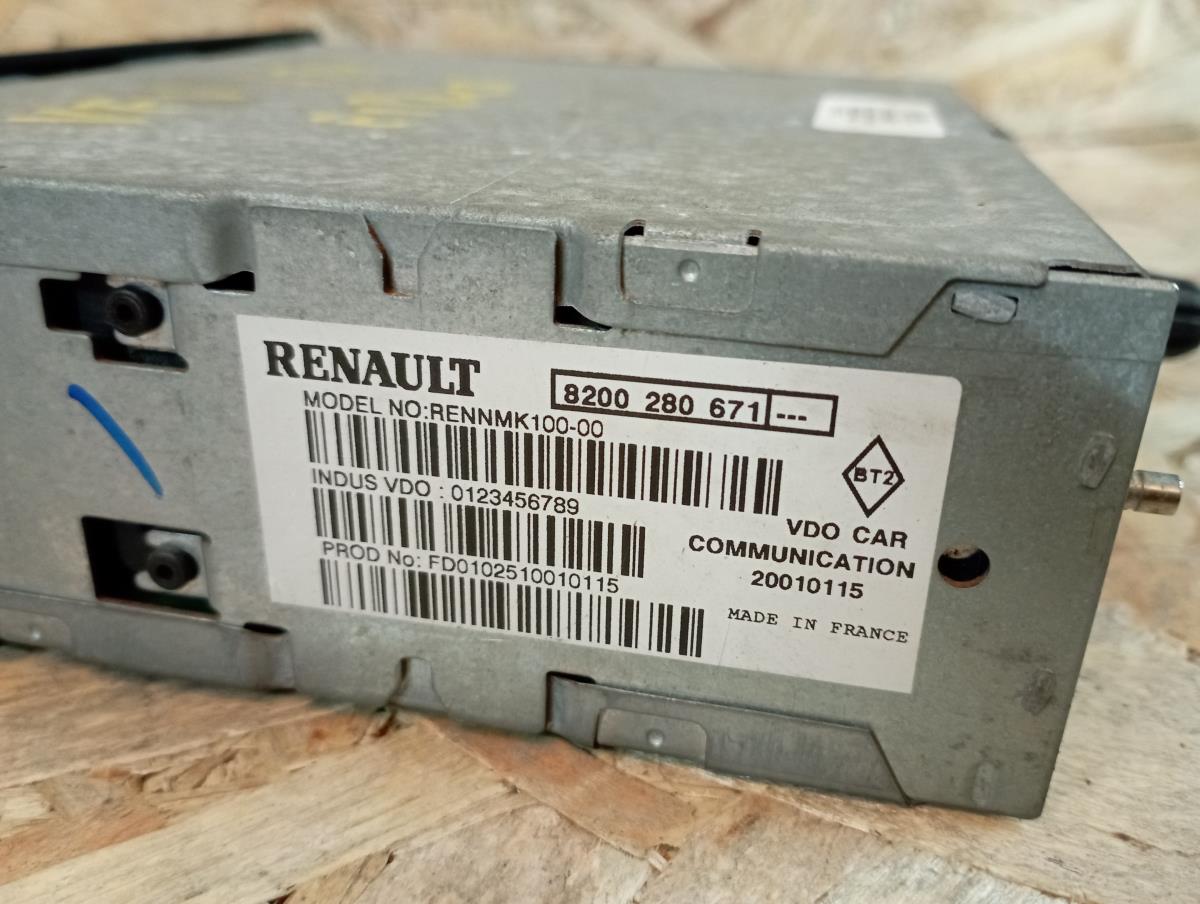 RENAULT
8200 280 671 ---
MODEL NO:RENNMK100-00
INDUS VDO : 0123456789
PROD No: FD0102510010115
BT2
VDO CAR
COMMUNICATION
20010115
MADE IN FRANCE